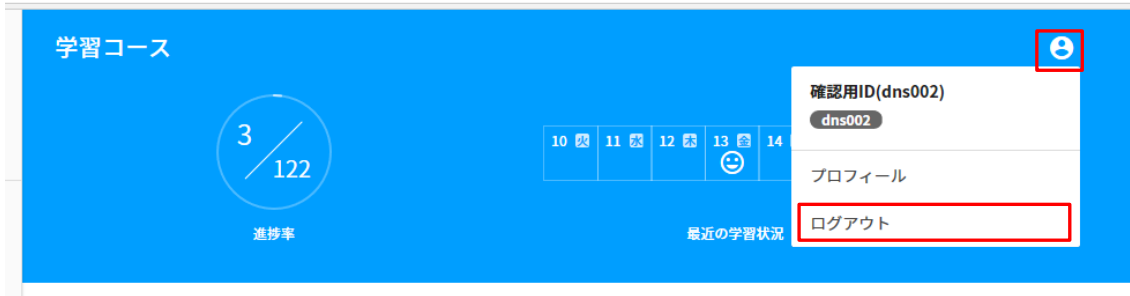 学習コース
確認用ID(dns002)
dns002
3
122
10 火 11 水 12 木 13 金 14
プロフィール
ログアウト
進捗率
最近の学習状況